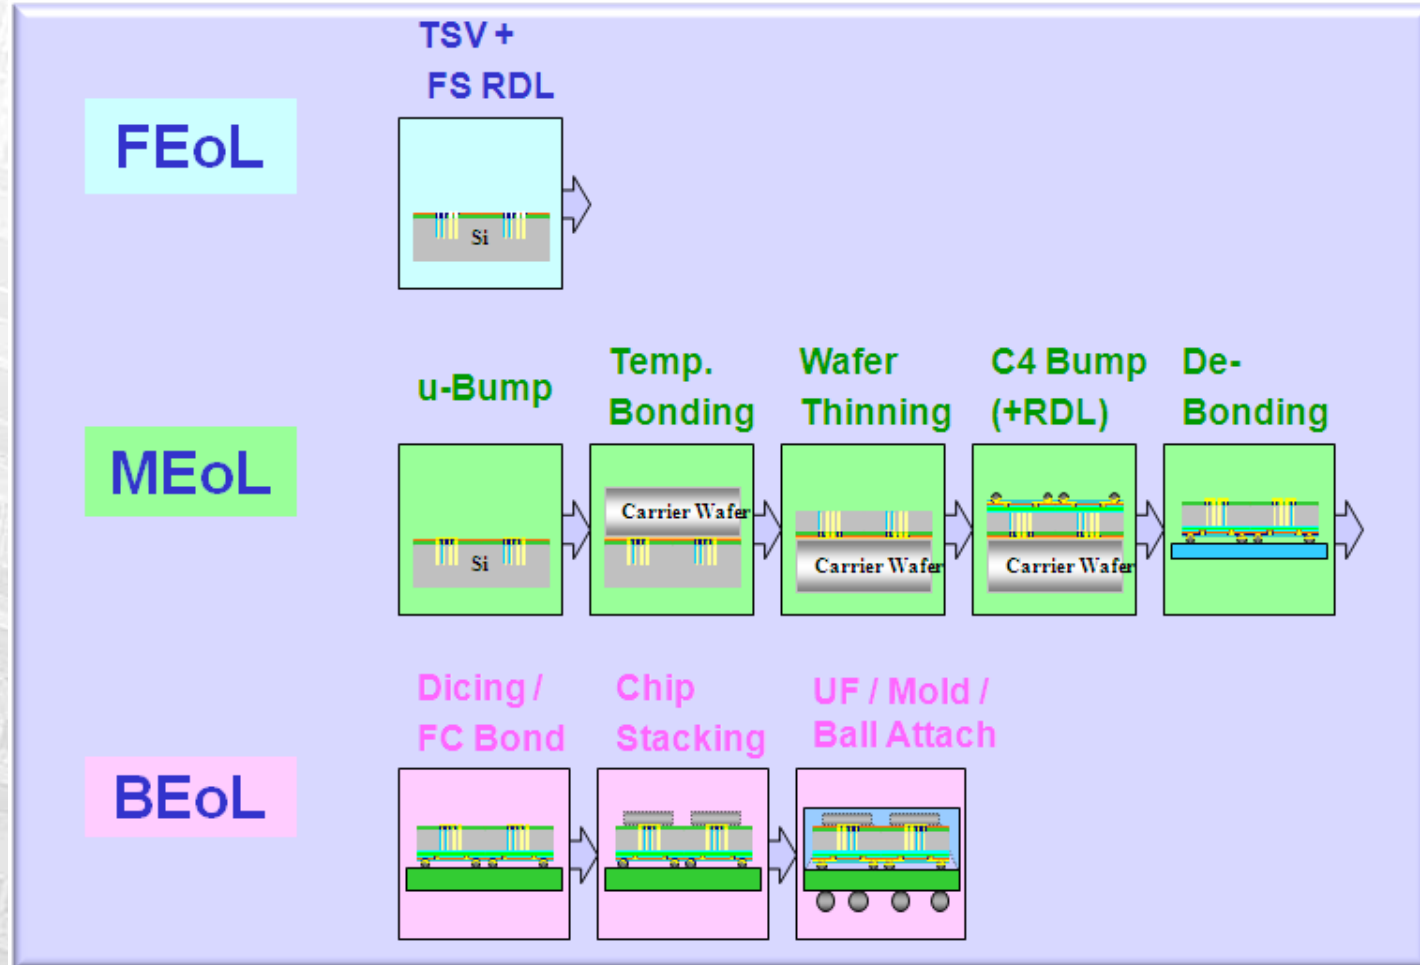 TSV +
FS RDL
FEoL
Si
u-Bump
Temp.
Bonding
Wafer
Thinning
C4 Bump
(+RDL)
De-
Bonding
MEoL
Si
Carrier Wafer
Carrier Wafer
Carrier Wafer
Dicing /
FC Bond
Chip
Stacking
UF / Mold /
Ball Attach
BEoL